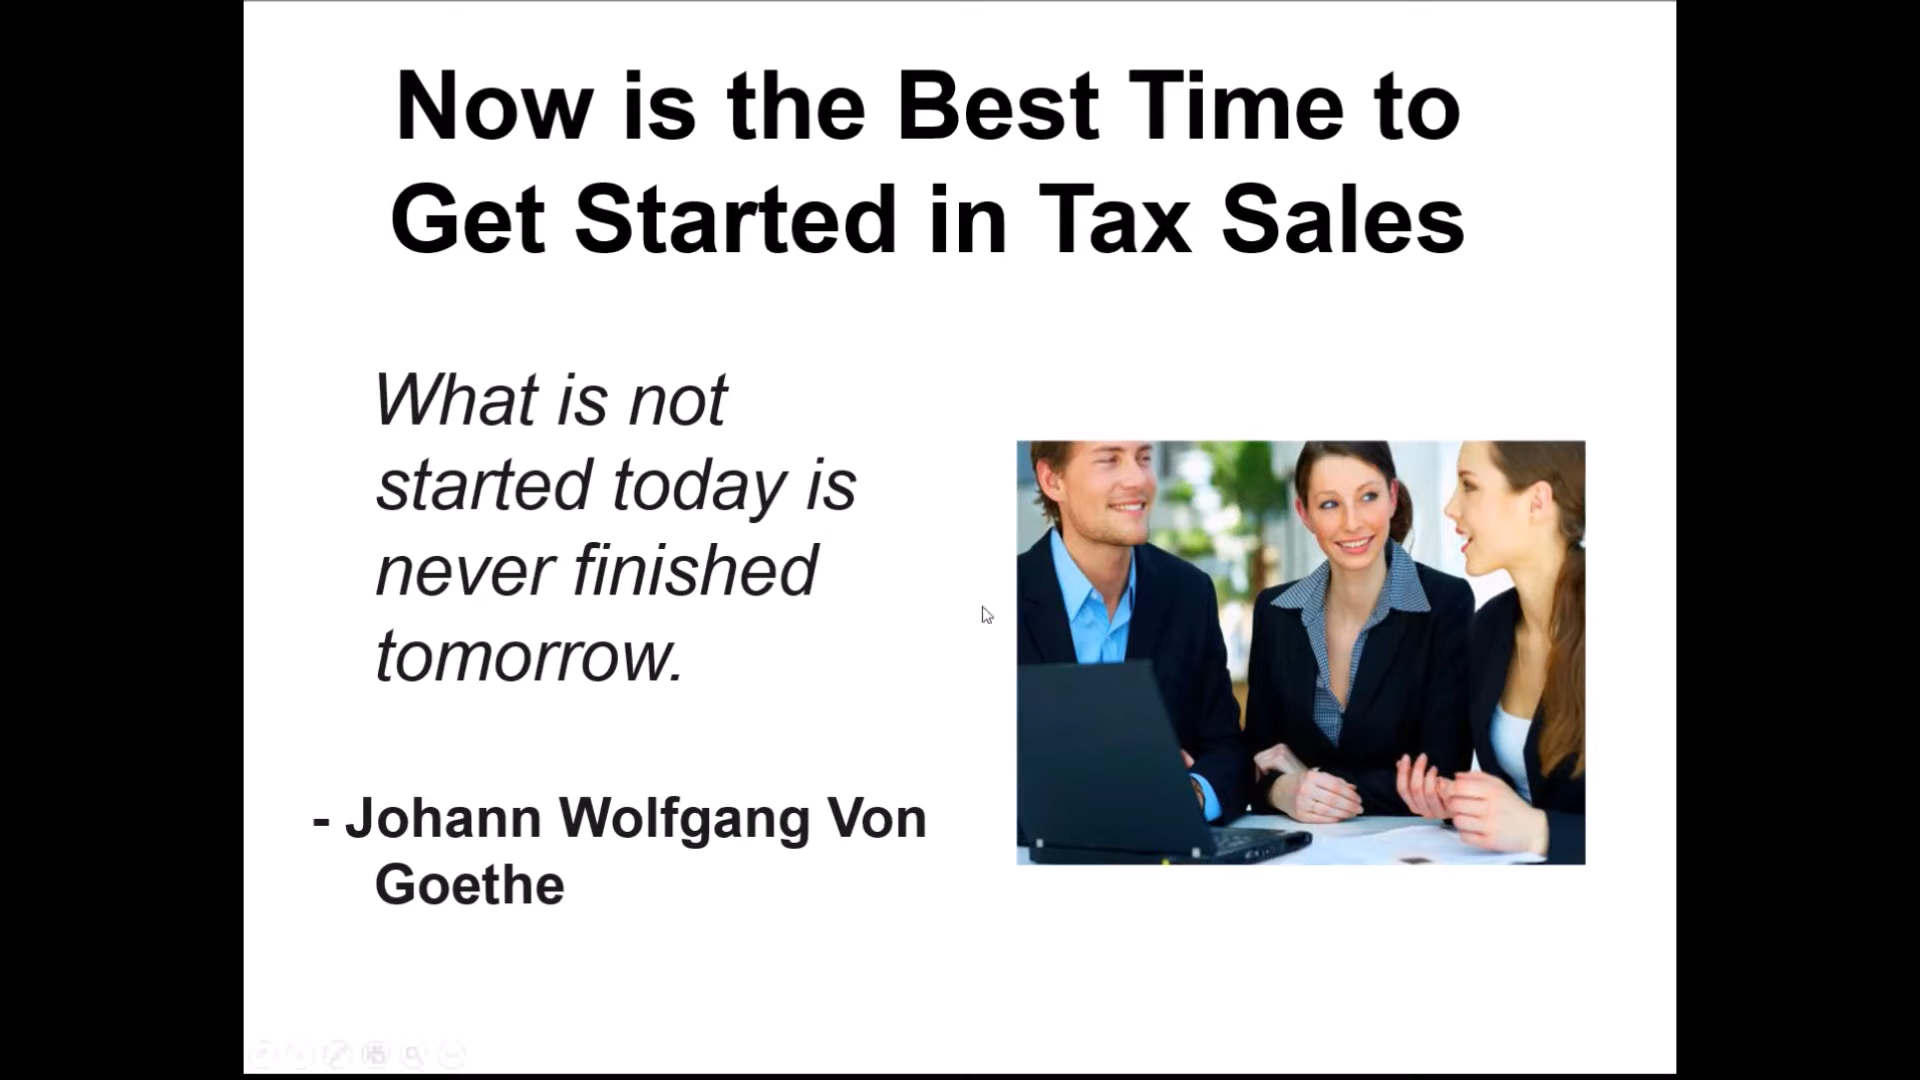 Now is the Best Time to
Get Started in Tax Sales
What is not
started today is
never finished
tomorrow.
- Johann Wolfgang Von
Goethe